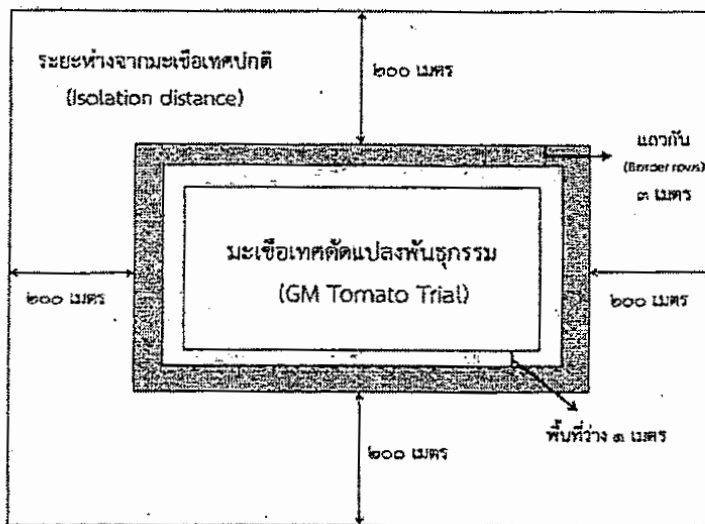 ระยะห่างจากมะเขือเทศปกติ
(Isolation distance)
๒๐๐ เมตร
แถวกัน
(Border rows)
๓ เมตร
มะเขือเทศดัดแปลงพันธุกรรม
(GM Tomato Trial)
๒๐๐ เมตร
๒๐๐ เมตร
พื้นที่ว่าง ๓ เมตร
๒๐๐ เมตร